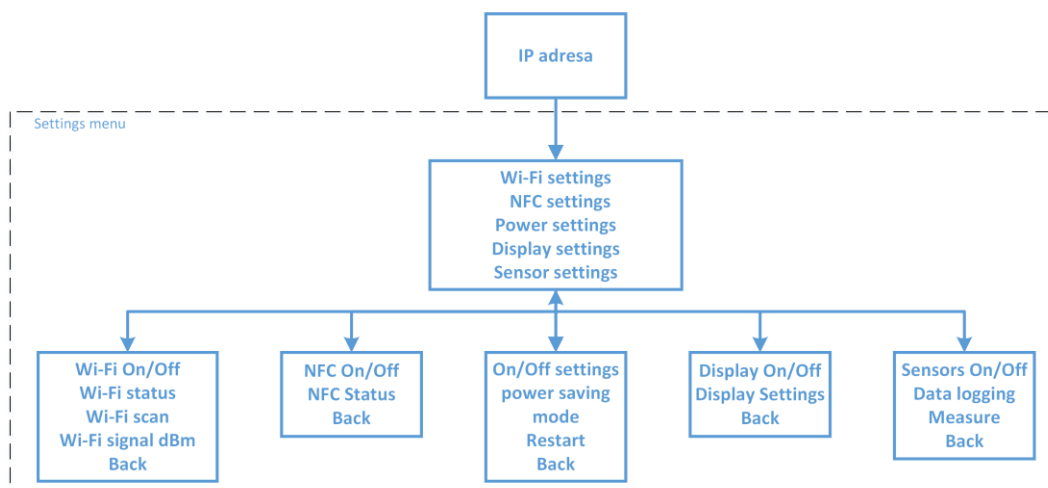 IP adresa
Settings menu
Wi-Fi settings
NFC settings
Power settings
Display settings
Sensor settings
Wi-Fi On/Off
Wi-Fi status
Wi-Fi scan
Wi-Fi signal dBm
Back
NFC On/Off
NFC Status
Back
On/Off settings
power saving
mode
Restart
Back
Display On/Off
Display Settings
Back
Sensors On/Off
Data logging
Measure
Back